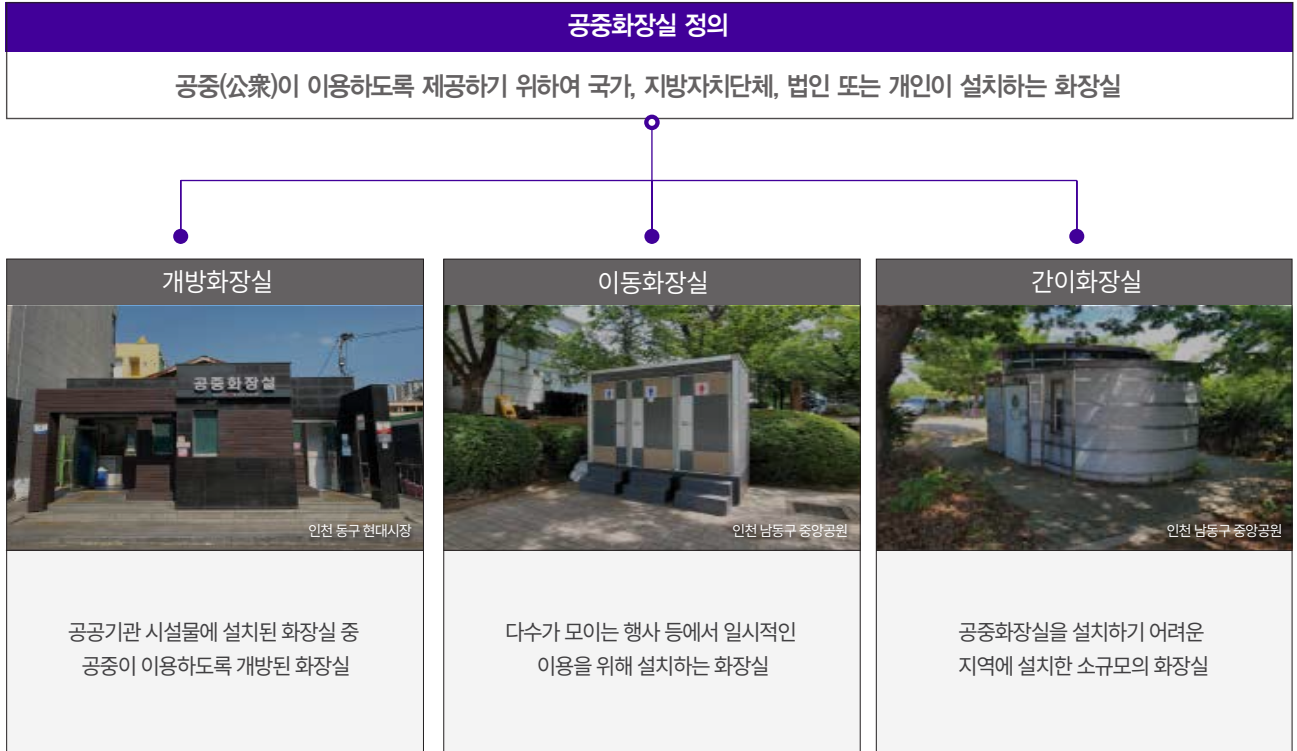 공중화장실 정의
공중(公衆)이 이용하도록 제공하기 위하여 국가, 지방자치단체, 법인 또는 개인이 설치하는 화장실
개방화장실
공중화장실
인천 동구 현대시장
공공기관 시설물에 설치된 화장실 중
공중이 이용하도록 개방된 화장실
이동화장실
인천 남동구 중앙공원
다수가 모이는 행사 등에서 일시적인
이용을 위해 설치하는 화장실
간이화장실
인천 남동구 중앙공원
공중화장실을 설치하기 어려운
지역에 설치한 소규모의 화장실